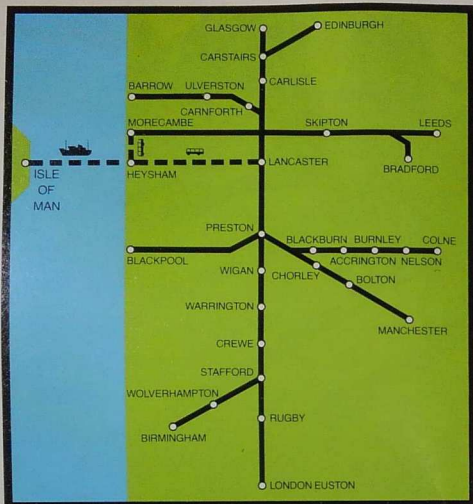 GLASGOW
EDINBURGH
CARSTAIRS
CARLISLE
BARROW
ULVERSTON
CARNFORTH
MORECAMBE
SKIPTON
LEEDS
BRADFORD
LANCASTER
HEYSHAM
ISLE
OF
MAN
PRESTON
BLACKBURN
BURNLEY
COLNE
ACCRINGTON
NELSON
BLACKPOOL
CHORLEY
BOLTON
WIGAN
WARRINGTON
MANCHESTER
CREWE
STAFFORD
WOLVERHAMPTON
BIRMINGHAM
RUGBY
LONDON EUSTON